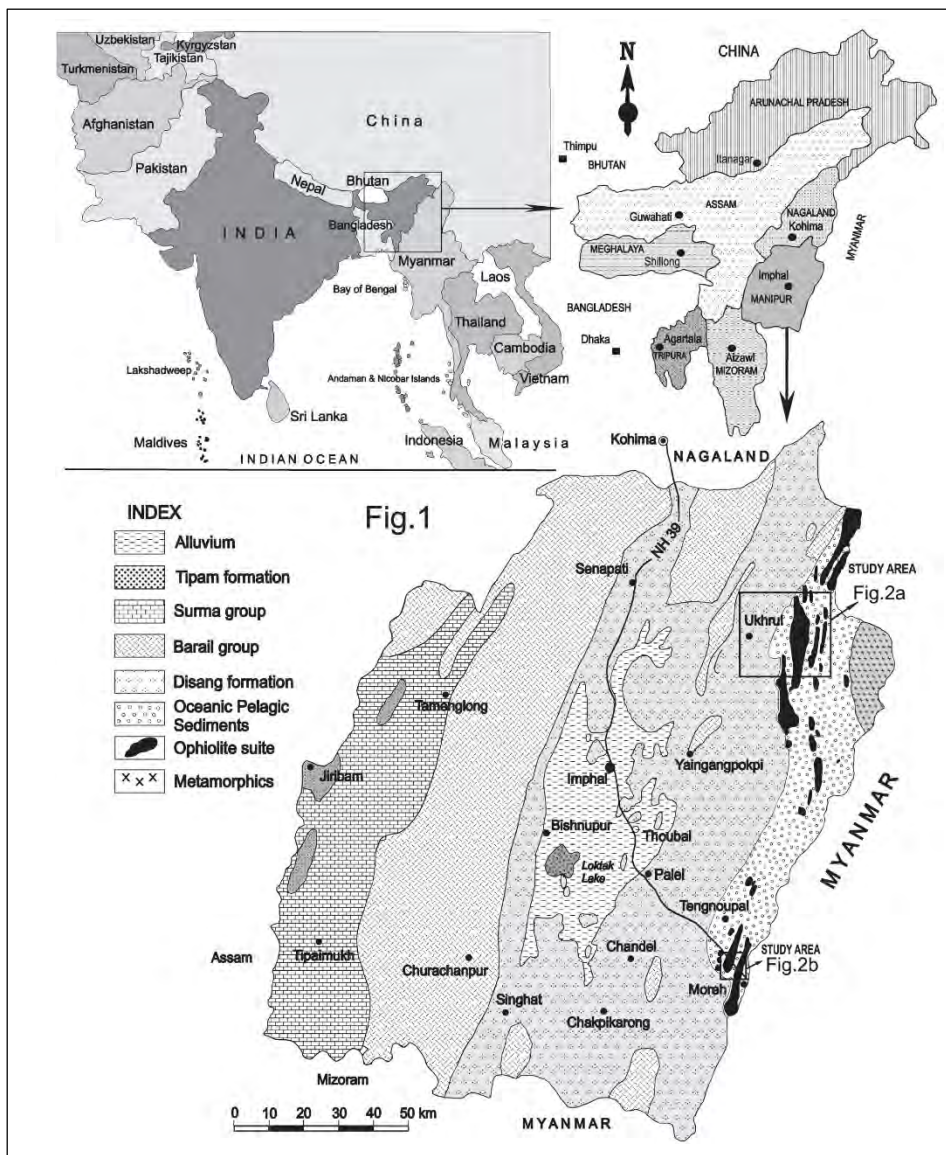 Uzbekistan
Kyrgyzstan
Tajikistan
Turkmenistan
Afghanistan
Pakistan
China
Nepal
Bhutan
INDIA
Bangladesh
Myanmar
Laos
Bay of Bengal
Thailand
Cambodia
Vietnam
Lakshadweep
Andaman & Nicobar Islands
Sri Lanka
Maldives
Indonesia
Malaysia
INDIAN OCEAN
N
CHINA
ARUNACHAL PRADESH
Thimpu
BHUTAN
Itanagar
ASSAM
Guwahati
NAGALAND
Kohima
MEGHALAYA
Shillong
MYANMAR
Imphal
MANIPUR
BANGLADESH
Dhaka
Agartala
TRIPURA
Aizawl
MIZORAM
Kohima
NAGALAND
INDEX
Alluvium
Tipam formation
Surma group
Barail group
Disang formation
Oceanic Pelagic
Sediments
Ophiolite suite
Metamorphics
Fig.1
NH 39
Senapati
STUDY AREA
Fig.2a
Ukhrul
Tamenglong
Jiribam
Imphal
Yaingangpokpi
Bishnupur
Thoubal
Loktak
Lake
Palel
MYANMAR
Tengnoupal
STUDY AREA
Fig.2b
Assam
Tipaimukh
Churachanpur
Chandel
Moreh
Singhat
Chakpikarong
Mizoram
0 10 20 30 40 50 km
MYANMAR